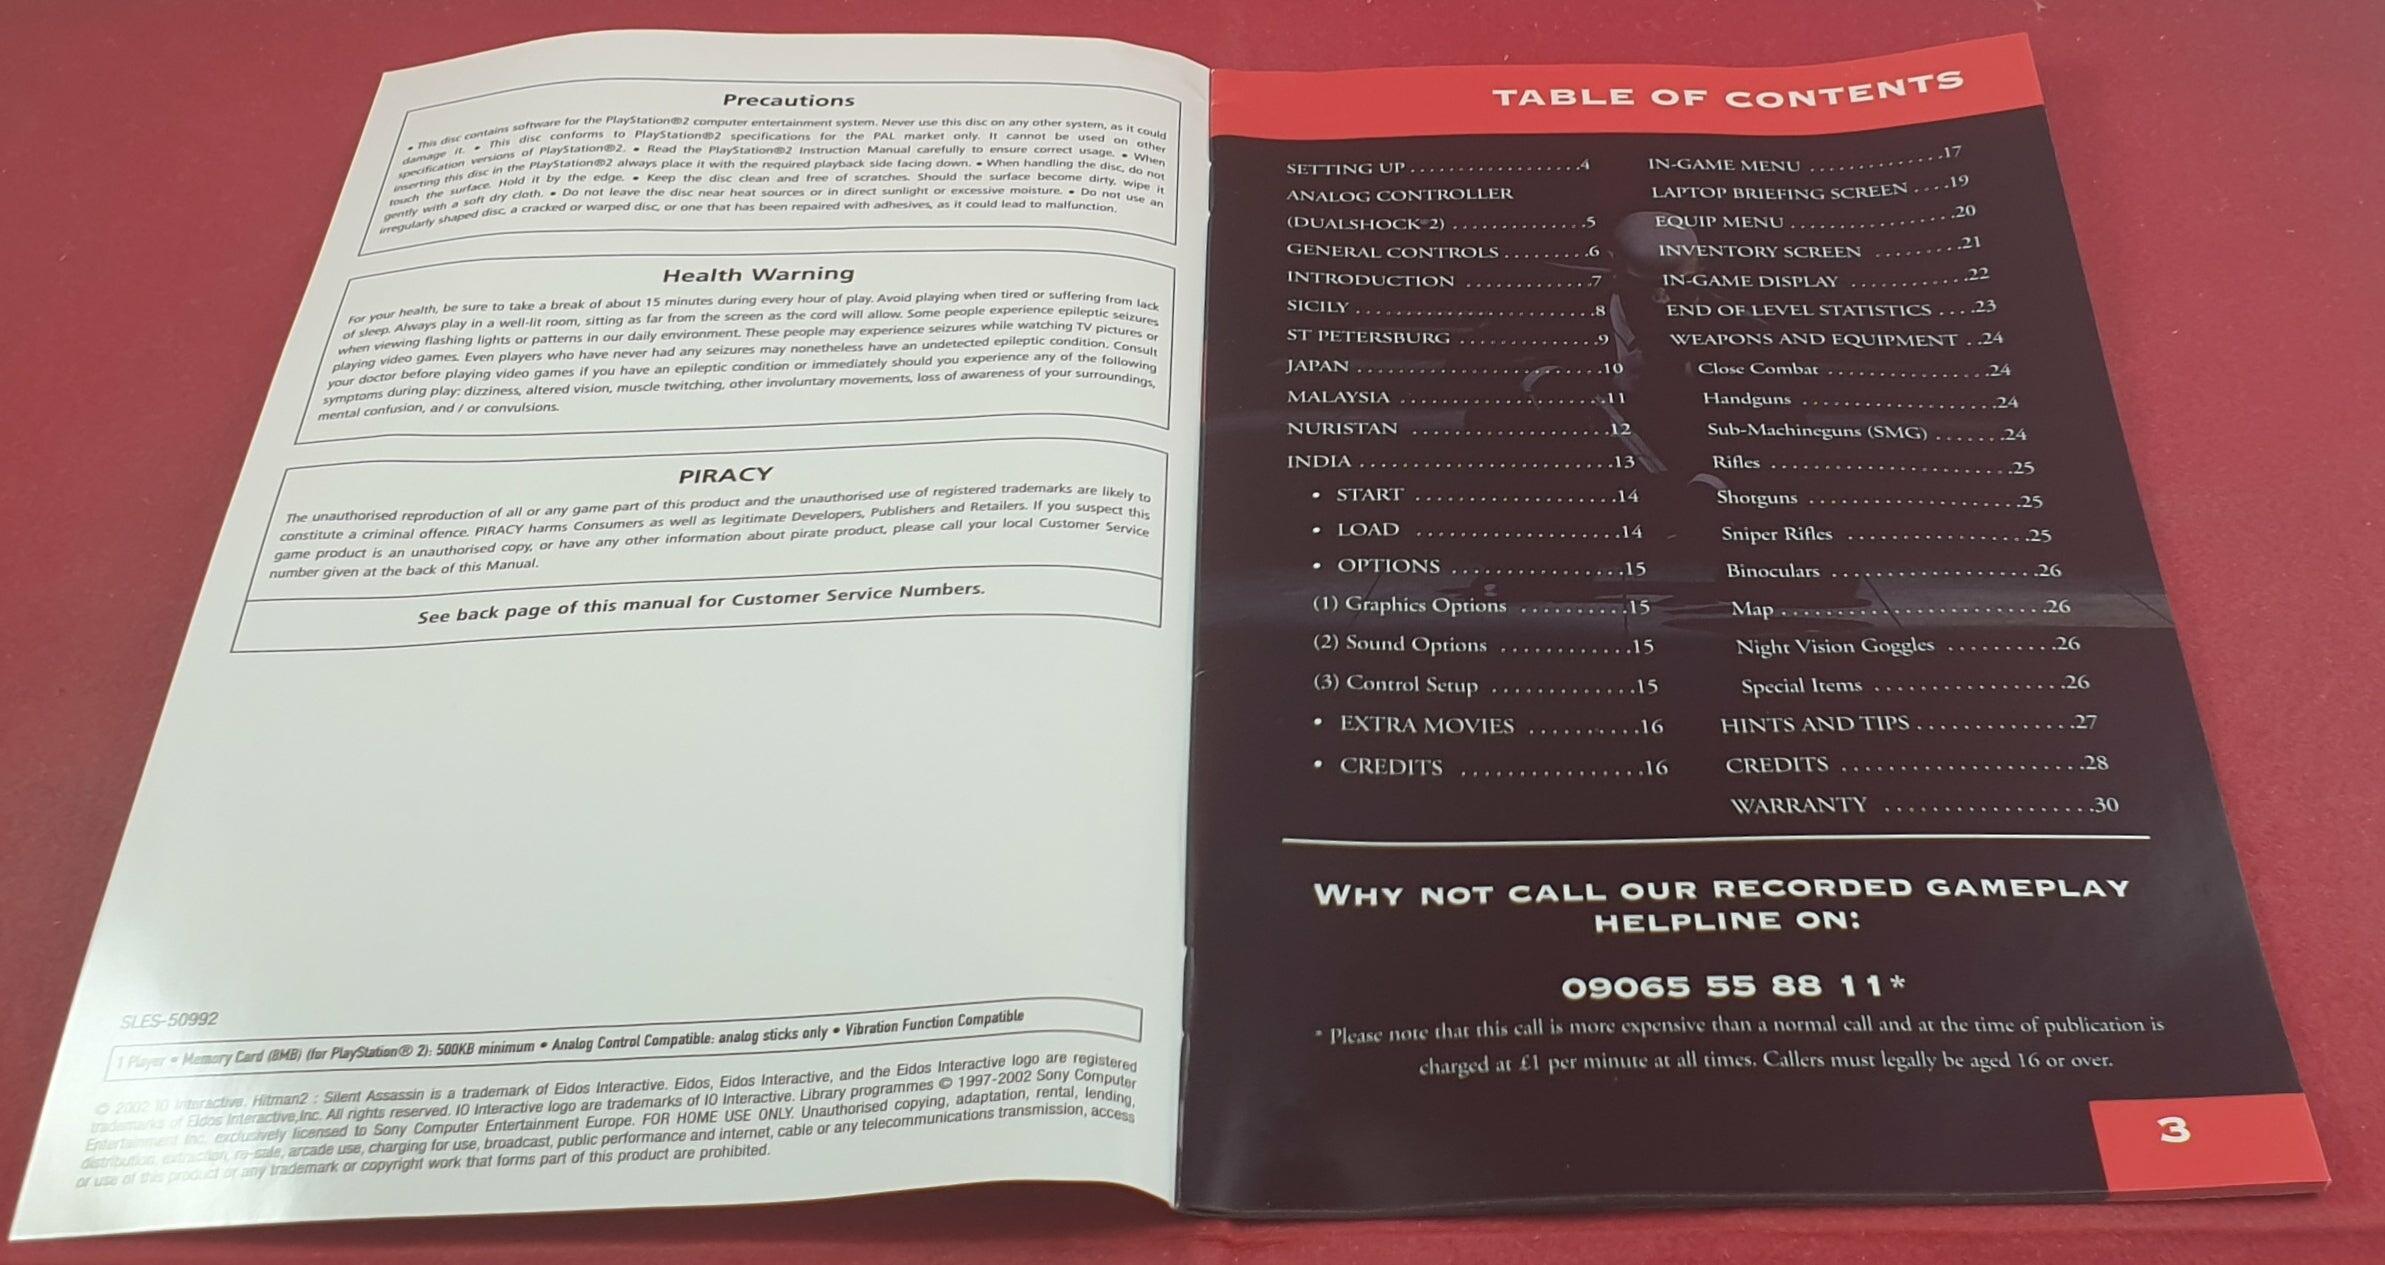 Precautions
• This disc contains software for the PlayStation®2 computer entertainment system. Never use this disc on any other system, as it could
damage it. • This disc conforms to PlayStation®2 specifications for the PAL market only. It cannot be used on other
specification versions of PlayStation®2. • Read the PlayStation®2 Instruction Manual carefully to ensure correct usage. • When
inserting this disc in the PlayStation®2 always place it with the required playback side facing down. • When handling the disc, do not
touch the surface. Hold it by the edge. • Keep the disc clean and free of scratches. Should the surface become dirty, wipe it
gently with a soft dry cloth. • Do not leave the disc near heat sources or in direct sunlight or excessive moisture. • Do not use an
irregularly shaped disc, a cracked or warped disc, or one that has been repaired with adhesives, as it could lead to malfunction.
Health Warning
For your health, be sure to take a break of about 15 minutes during every hour of play. Avoid playing when tired or suffering from lack
of sleep. Always play in a well-lit room, sitting as far from the screen as the cord will allow. Some people experience epileptic seizures
when viewing flashing lights or patterns in our daily environment. These people may experience seizures while watching TV pictures or
playing video games. Even players who have never had any seizures may nonetheless have an undetected epileptic condition. Consult
your doctor before playing video games if you have an epileptic condition or immediately should you experience any of the following
symptoms during play: dizziness, altered vision, muscle twitching, other involuntary movements, loss of awareness of your surroundings,
mental confusion, and / or convulsions.
PIRACY
The unauthorised reproduction of all or any game part of this product and the unauthorised use of registered trademarks are likely to
constitute a criminal offence. PIRACY harms Consumers as well as legitimate Developers, Publishers and Retailers. If you suspect this
game product is an unauthorised copy, or have any other information about pirate product, please call your local Customer Service
number given at the back of this Manual.
See back page of this manual for Customer Service Numbers.
SLES-50992
1 Player • Memory Card (8MB) (for PlayStation® 2): 500KB minimum • Analog Control Compatible: analog sticks only • Vibration Function Compatible
© 2002 IO Interactive. Hitman2 : Silent Assassin is a trademark of Eidos Interactive. Eidos, Eidos Interactive, and the Eidos Interactive logo are registered
trademarks of Eidos Interactive,Inc. All rights reserved. IO Interactive logo are trademarks of IO Interactive. Library programmes © 1997-2002 Sony Computer
Entertainment Inc. exclusively licensed to Sony Computer Entertainment Europe. FOR HOME USE ONLY. Unauthorised copying, adaptation, rental, lending,
distribution, extraction, re-sale, arcade use, charging for use, broadcast, public performance and internet, cable or any telecommunications transmission, access
or use of this product or any trademark or copyright work that forms part of this product are prohibited.
TABLE OF CONTENTS
SETTING UP ..................4
ANALOG CONTROLLER
(DUALSHOCK®2) ..............5
GENERAL CONTROLS.........6
INTRODUCTION .............7
SICILY ........................8
ST PETERSBURG ..............9
JAPAN ........................10
MALAYSIA ....................11
NURISTAN ...................12
INDIA ........................13
• START ...................14
• LOAD ...................14
• OPTIONS ................15
(1) Graphics Options ..........15
(2) Sound Options ............15
(3) Control Setup .............15
• EXTRA MOVIES ..........16
• CREDITS ................16
IN-GAME MENU ............17
LAPTOP BRIEFING SCREEN ....19
EQUIP MENU ...............20
INVENTORY SCREEN ........21
IN-GAME DISPLAY ...........22
END OF LEVEL STATISTICS ....23
WEAPONS AND EQUIPMENT ..24
Close Combat ................24
Handguns ..................24
Sub-Machineguns (SMG) .......24
Rifles .......................25
Shotguns ....................25
Sniper Rifles .................25
Binoculars ....................26
Map .........................26
Night Vision Goggles ..........26
Special Items ..................26
HINTS AND TIPS..............27
CREDITS .......................28
WARRANTY ...................30
WHY NOT CALL OUR RECORDED GAMEPLAY
HELPLINE ON:
09065 55 88 11*
* Please note that this call is more expensive than a normal call and at the time of publication is
charged at £1 per minute at all times. Callers must legally be aged 16 or over.
3